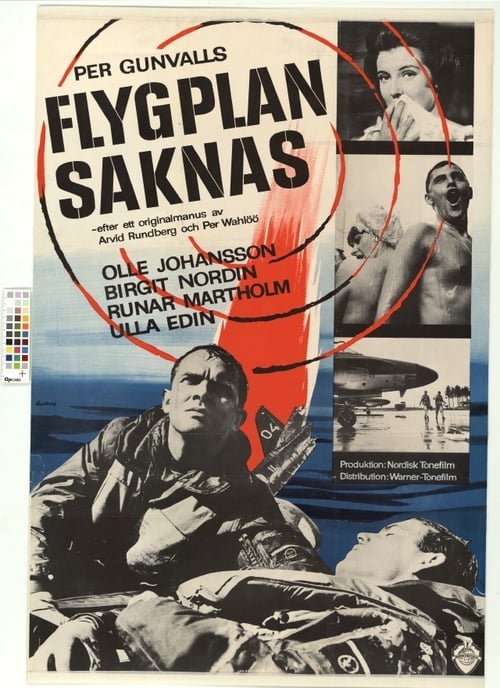 PER GUNVALLS
FLYGPLAN
SAKNAS
-efter ett originalmanus av
Arvid Rundberg och Per Wahlöö
OLLE JOHANSSON
BIRGIT NORDIN
RUNAR MARTHOLM
ULLA EDIN
04
Produktion: Nordisk Tonefilm
Distribution: Warner-Tonefilm